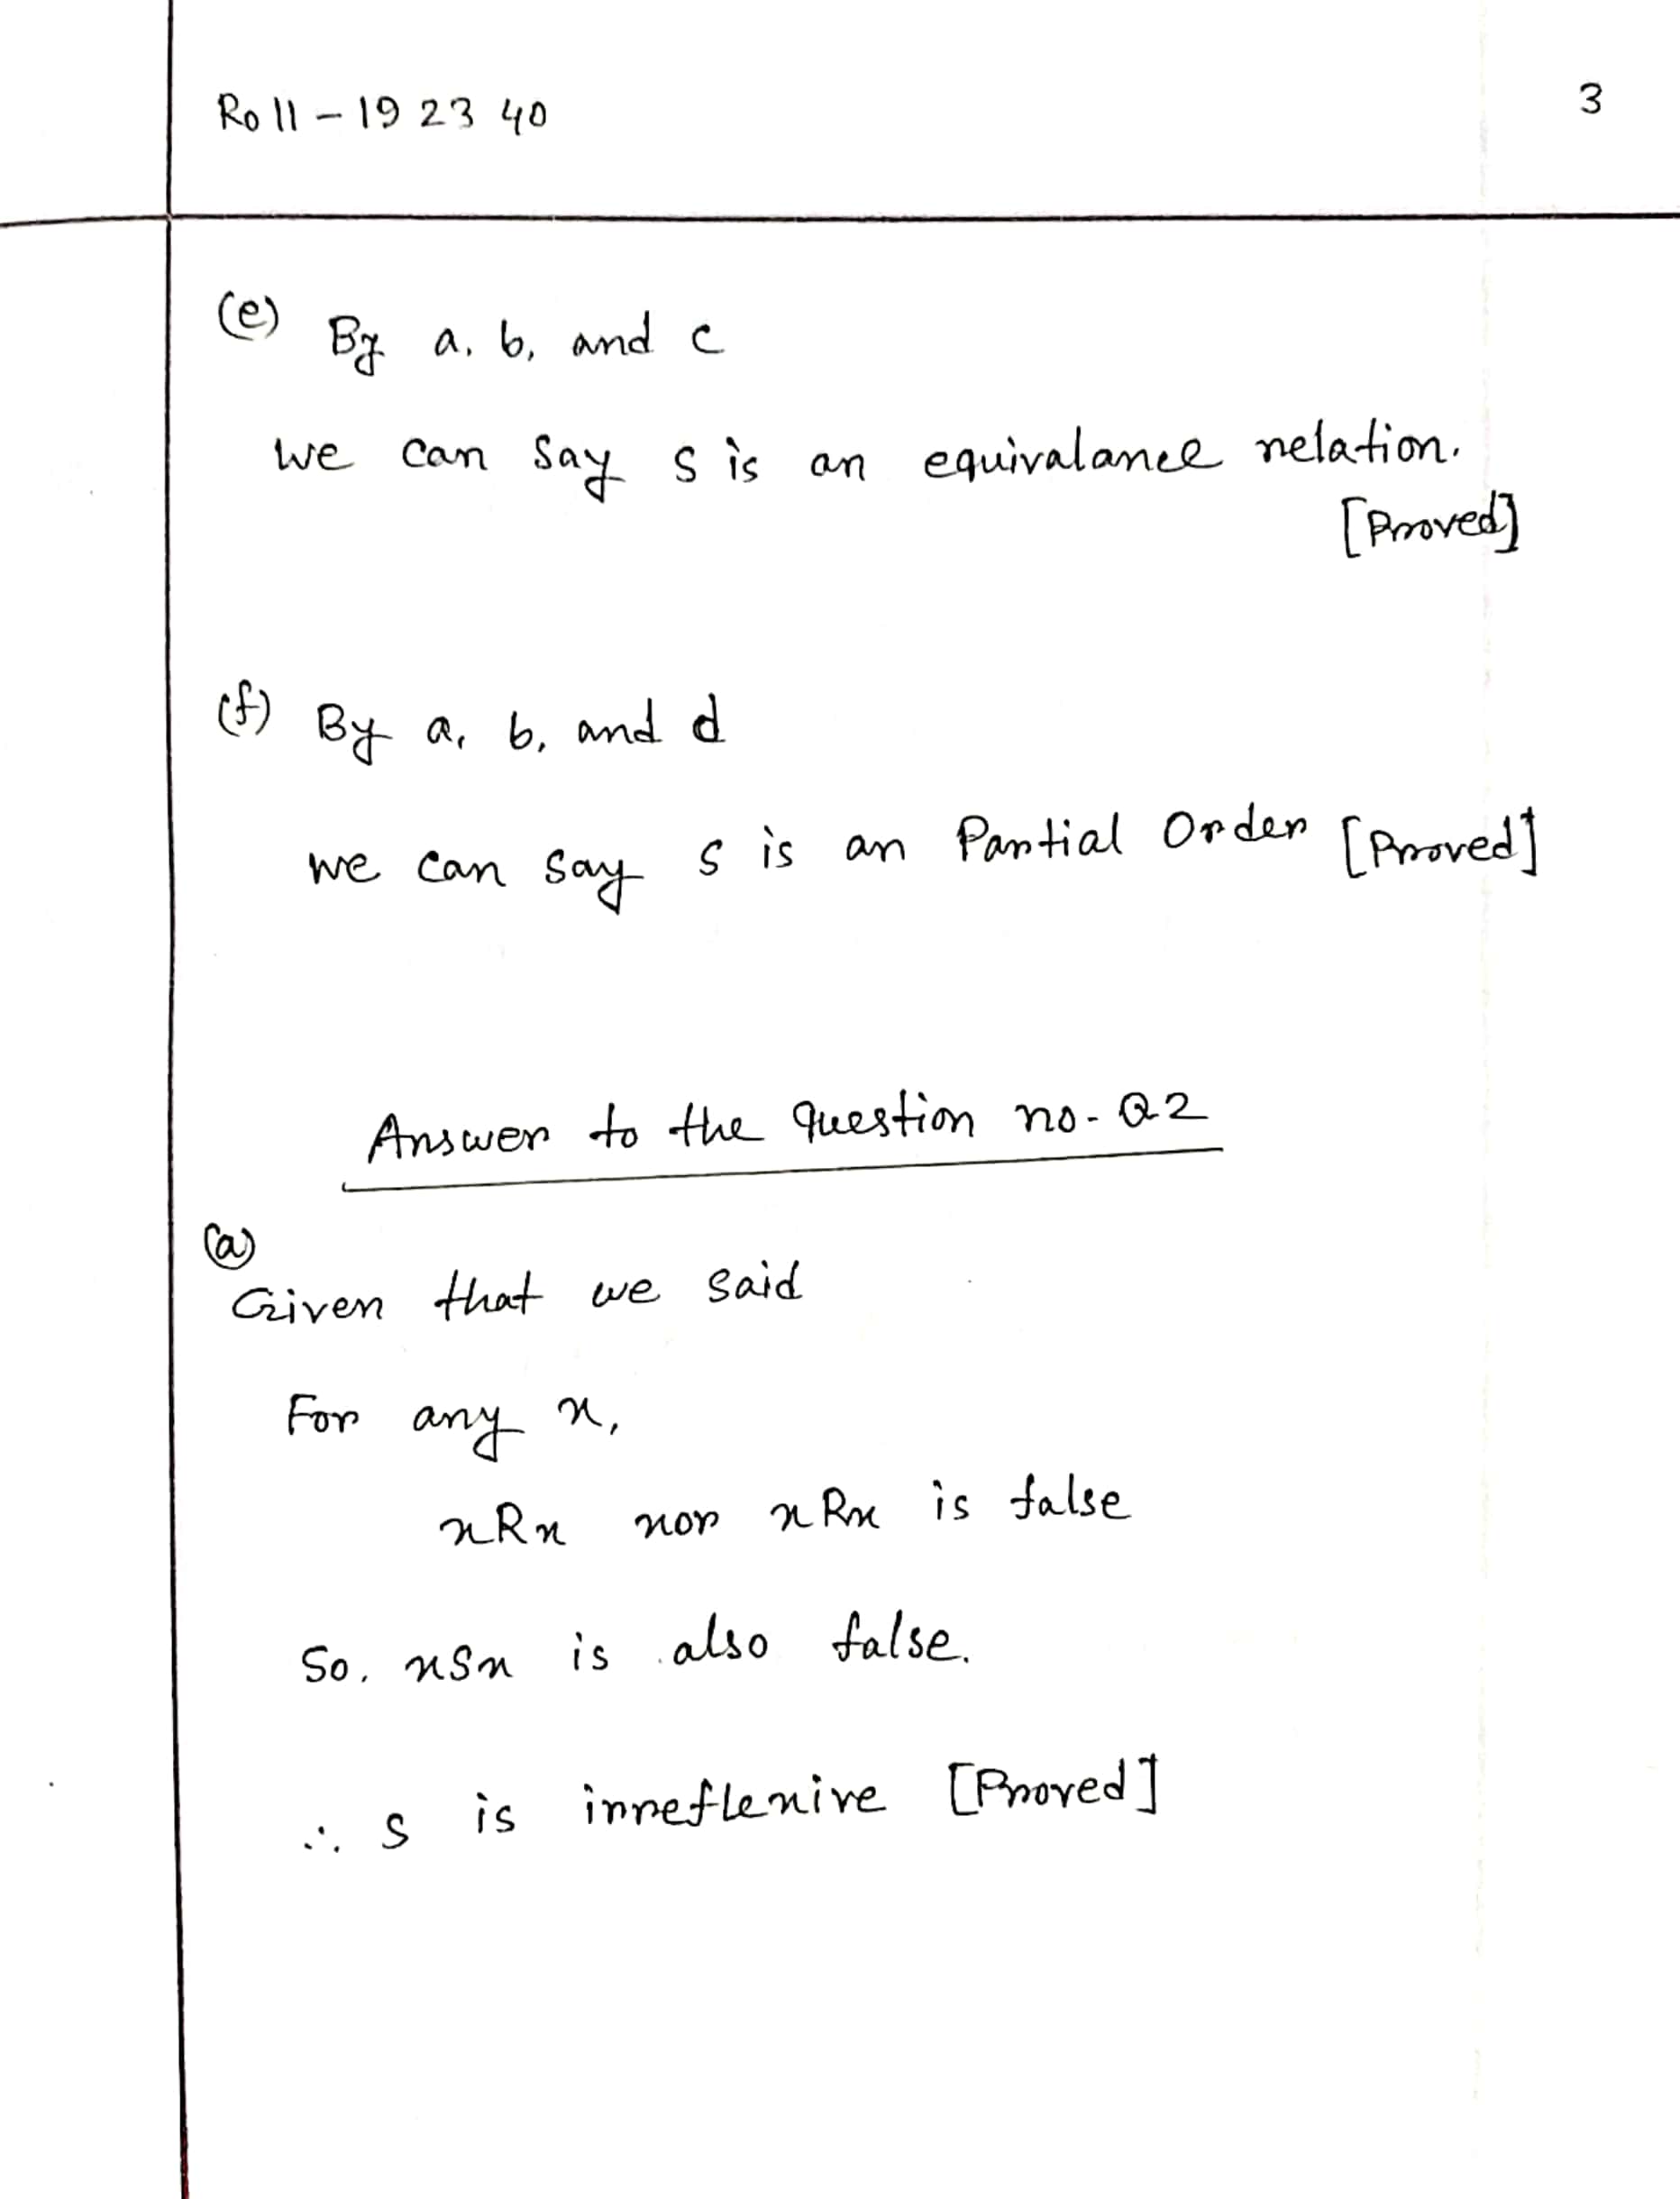 Roll - 19 23 40
3
(e) By a, b, and c
we can say S is an equivalance relation.
[Proved]
(f) By a, b, and d
we can say S is an Partial Order [Proved]
Answer to the question no- Q2
(a)
Given that we said
For any x,
xRx nor xRx is false
So, xSx is also false.
∴ S is irreflexive [Proved]